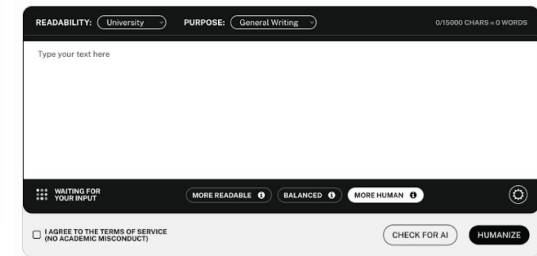 READABILITY: University PURPOSE: General Writing 0/15000 CHARS ≈ 0 WORDS
Type your text here
WAITING FOR
YOUR INPUT
MORE READABLE BALANCED MORE HUMAN
I AGREE TO THE TERMS OF SERVICE
(NO ACADEMIC MISCONDUCT)
CHECK FOR AI HUMANIZE